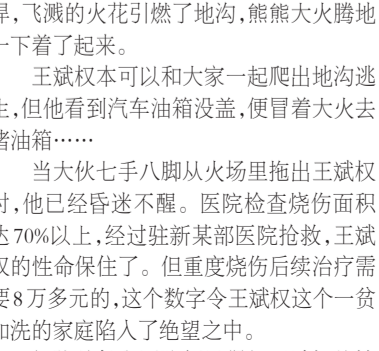 焊,飞溅的火花引燃了地沟,熊熊大火腾地
一下着了起来。
王斌权本可以和大家一起爬出地沟逃
生,但他看到汽车油箱没盖,便冒着大火去
堵油箱……
当大伙七手八脚从火场里拖出王斌权
时,他已经昏迷不醒。医院检查烧伤面积
达70%以上,经过驻新某部医院抢救,王斌
权的性命保住了。但重度烧伤后续治疗需
要8万多元的,这个数字令王斌权这个一贫
如洗的家庭陷入了绝望之中。